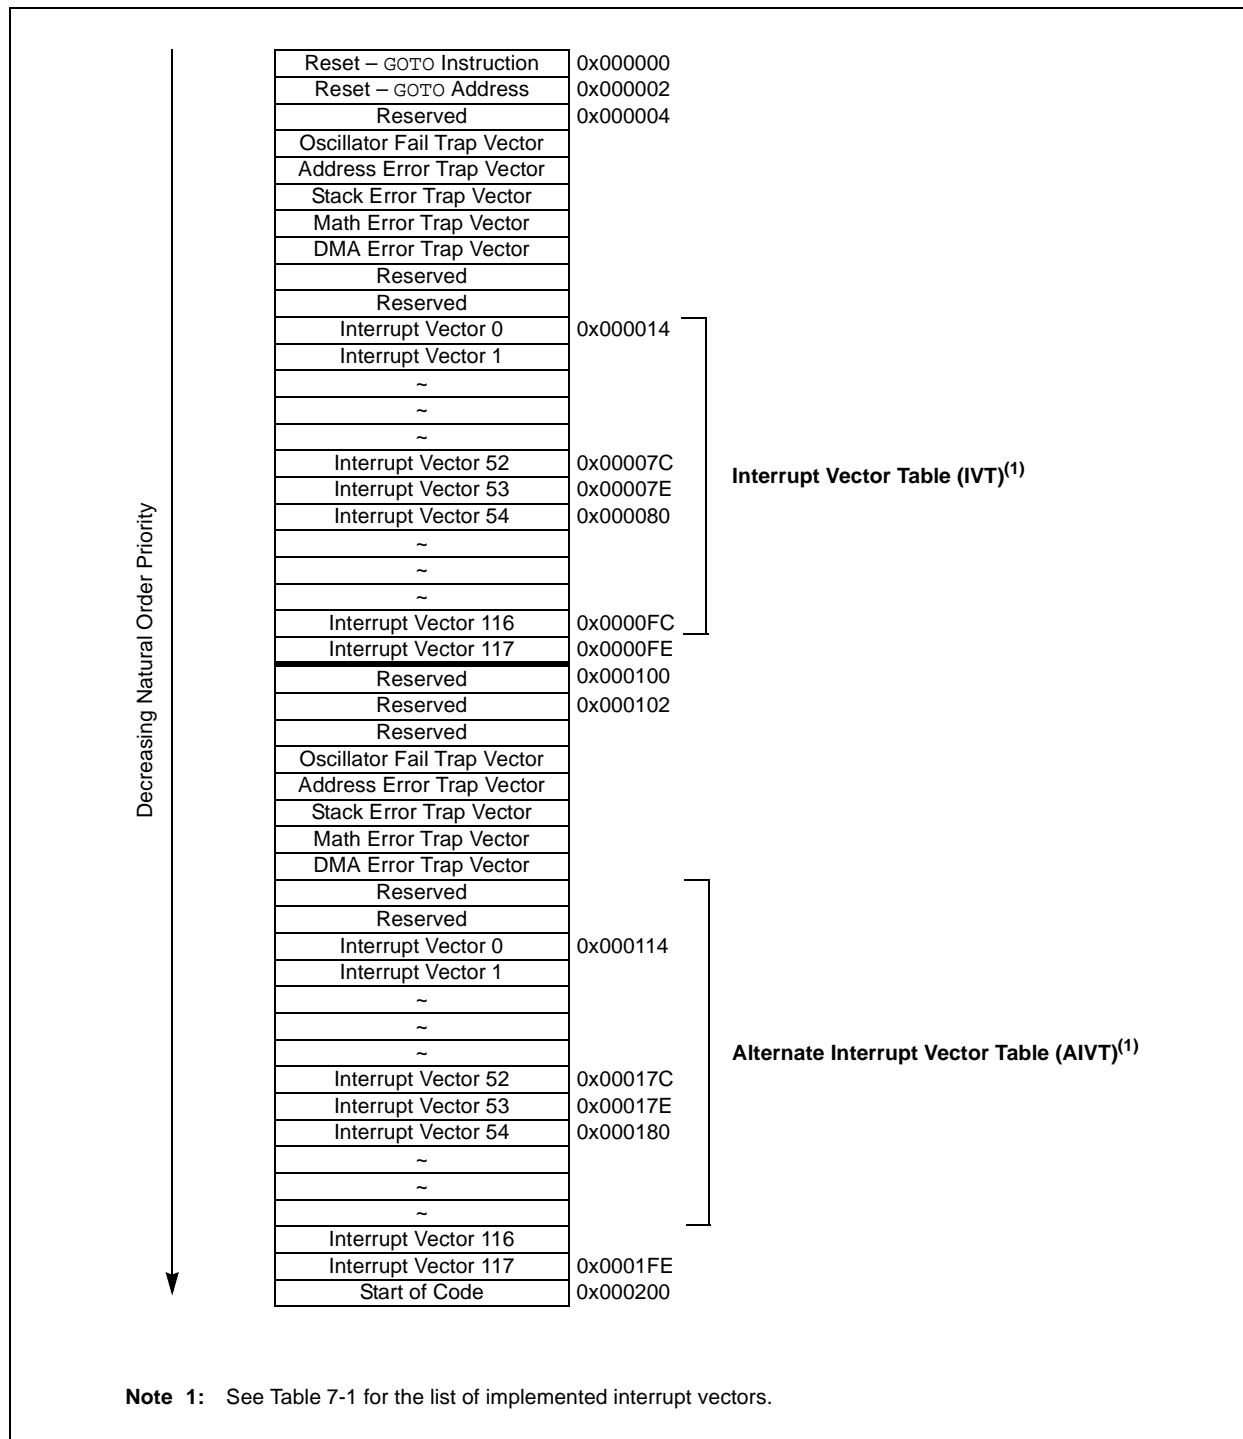 Reset – GOTO Instruction 0x000000
Reset – GOTO Address 0x000002
Reserved 0x000004
Oscillator Fail Trap Vector
Address Error Trap Vector
Stack Error Trap Vector
Math Error Trap Vector
DMA Error Trap Vector
Reserved
Reserved
Interrupt Vector 0 0x000014
Interrupt Vector 1
~
~
~
Interrupt Vector 52 0x00007C
Interrupt Vector Table (IVT)(1)
Interrupt Vector 53 0x00007E
Interrupt Vector 54 0x000080
~
~
~
Interrupt Vector 116 0x0000FC
Interrupt Vector 117 0x0000FE
Decreasing Natural Order Priority
Reserved 0x000100
Reserved 0x000102
Reserved
Oscillator Fail Trap Vector
Address Error Trap Vector
Stack Error Trap Vector
Math Error Trap Vector
DMA Error Trap Vector
Reserved
Reserved
Interrupt Vector 0 0x000114
Interrupt Vector 1
~
~
~
Alternate Interrupt Vector Table (AIVT)(1)
Interrupt Vector 52 0x00017C
Interrupt Vector 53 0x00017E
Interrupt Vector 54 0x000180
~
~
~
Interrupt Vector 116
Interrupt Vector 117 0x0001FE
Start of Code 0x000200
Note 1: See Table 7-1 for the list of implemented interrupt vectors.